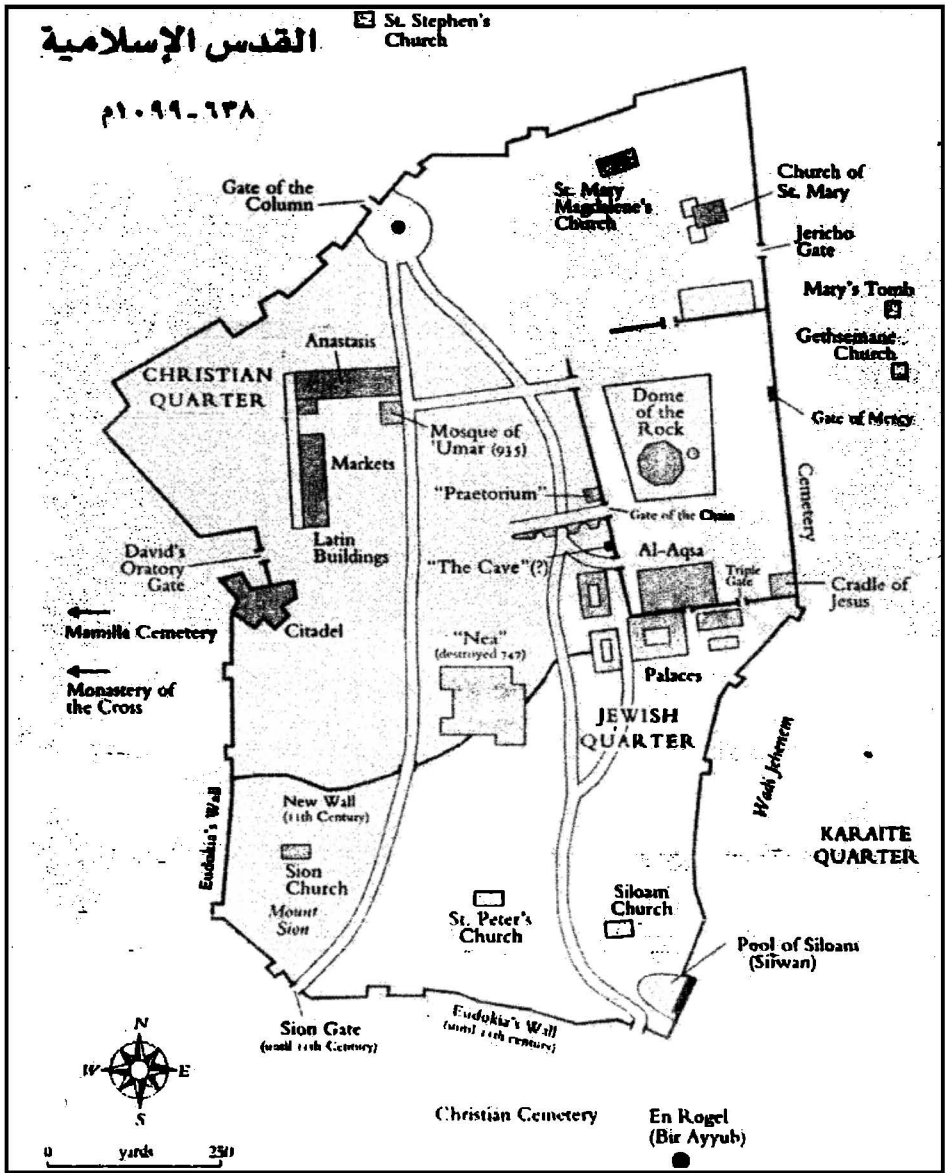 القدس الإسلامية
٦٣٨-١٠٩٩م
St. Stephen's
Church
Gate of the
Column
St. Mary
Magdalene's
Church
Church of
St. Mary
Jericho
Gate
Mary's Tomb
Gethsemane
Church
Anastasis
CHRISTIAN
QUARTER
Dome
of the
Rock
Gate of Mercy
Mosque of
'Umar (935)
Markets
Cemetery
"Praetorium"
Gate of the Chain
Latin
Buildings
David's
Oratory
Gate
"The Cave"(?)
Al-Aqsa
Triple
Gate
Cradle of
Jesus
Mamilla Cemetery
Citadel
"Nea"
(destroyed 747)
Monastery of
the Cross
Palaces
JEWISH
QUARTER
Wadi Jehenem
New Wall
(11th Century)
Eudokia's Wall
KARAITE
QUARTER
Sion
Church
Mount
Sion
St. Peter's
Church
Siloam
Church
Pool of Siloam
(Silwan)
Sion Gate
(until 11th Century)
Eudokia's Wall
(until 11th century)
N
W E
S
Christian Cemetery
En Rogel
(Bir Ayyub)
0 yards 250